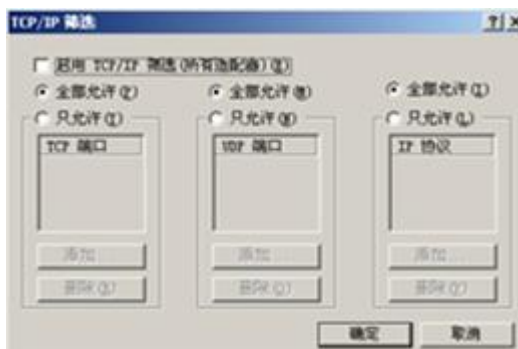 TCP/IP 筛选
启用 TCP/IP 筛选(所有适配器)(E)
全部允许(P)
只允许(I)
TCP 端口
添加...
删除(R)
全部允许(M)
只允许(N)
UDP 端口
添加...
删除(O)
全部允许(I)
只允许(L)
IP 协议
添加...
删除(V)
确定
取消